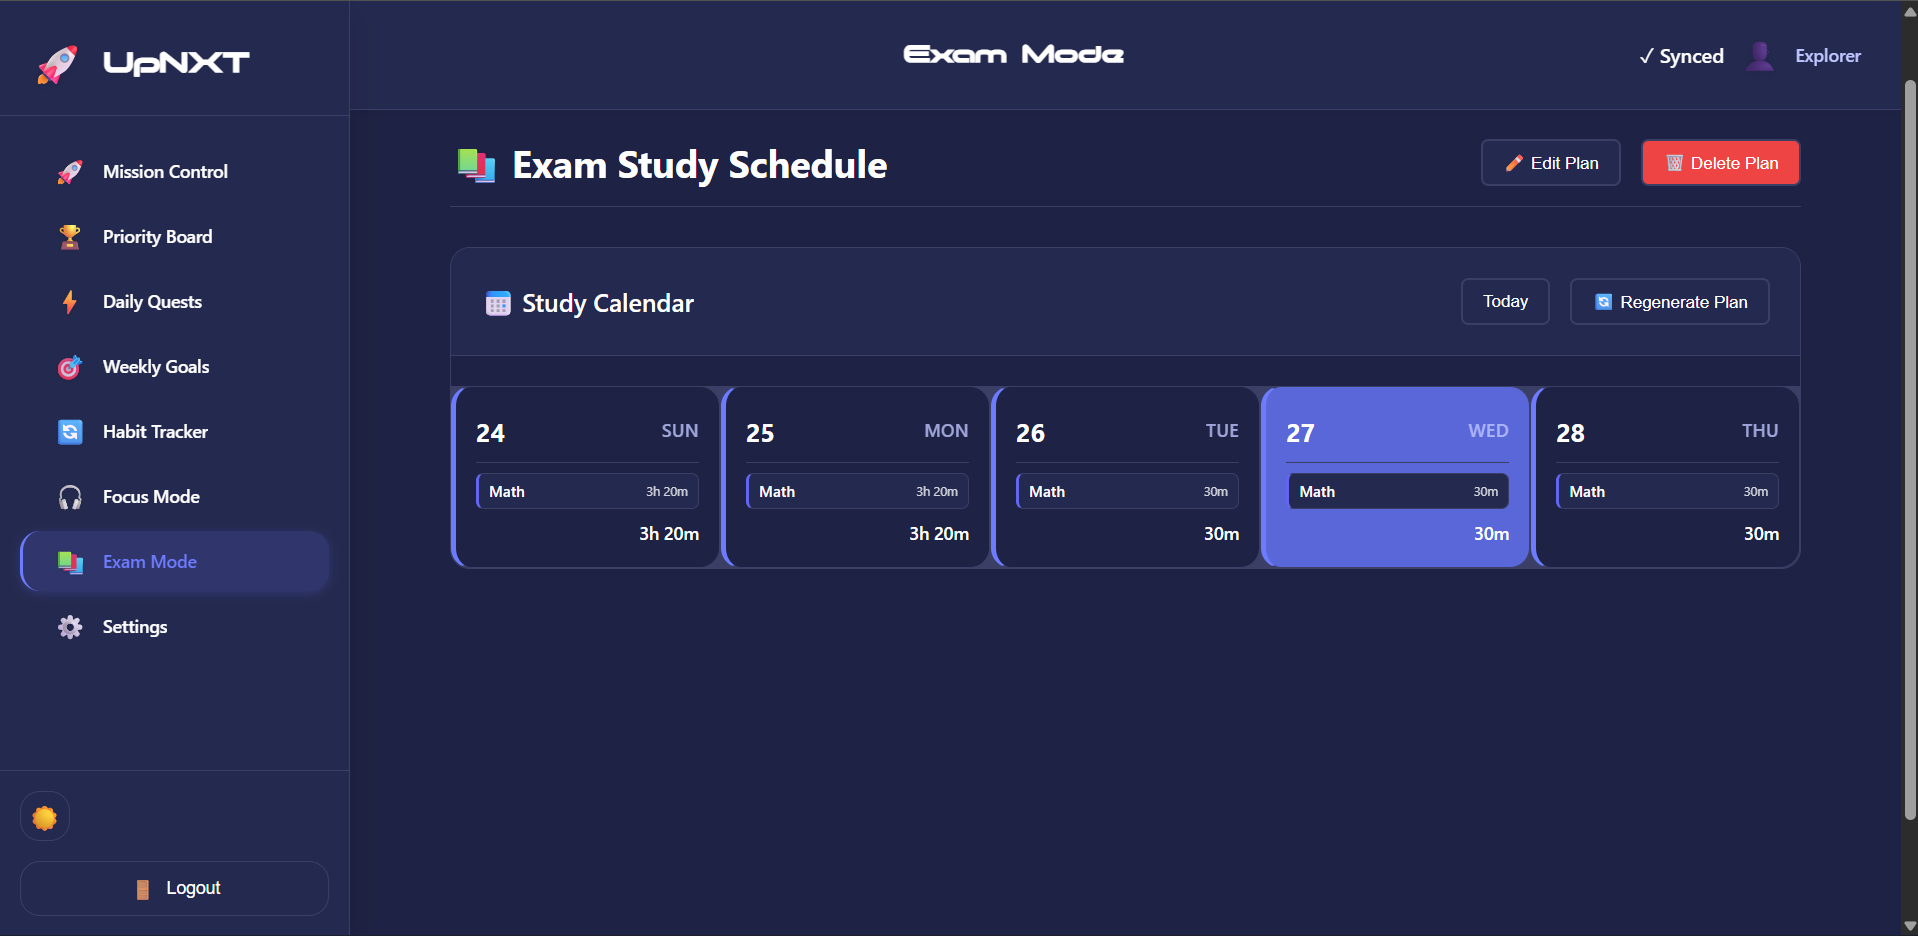 UpNXT
Exam Mode
✓ Synced
Explorer
Mission Control
Priority Board
Daily Quests
Weekly Goals
Habit Tracker
Focus Mode
Exam Mode
Settings
Logout
Exam Study Schedule
Edit Plan
Delete Plan
Study Calendar
Today
Regenerate Plan
24 SUN
Math 3h 20m
3h 20m
25 MON
Math 3h 20m
3h 20m
26 TUE
Math 30m
30m
27 WED
Math 30m
30m
28 THU
Math 30m
30m